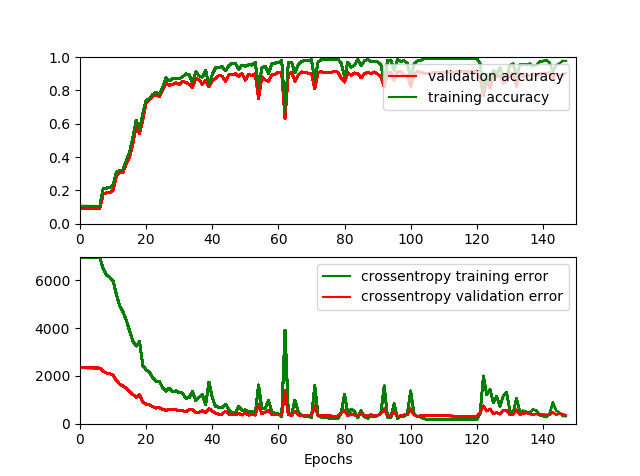 1.0
0.8
0.6
0.4
0.2
0.0
validation accuracy
training accuracy
0 20 40 60 80 100 120 140
6000
4000
2000
0
crossentropy training error
crossentropy validation error
0 20 40 60 80 100 120 140
Epochs